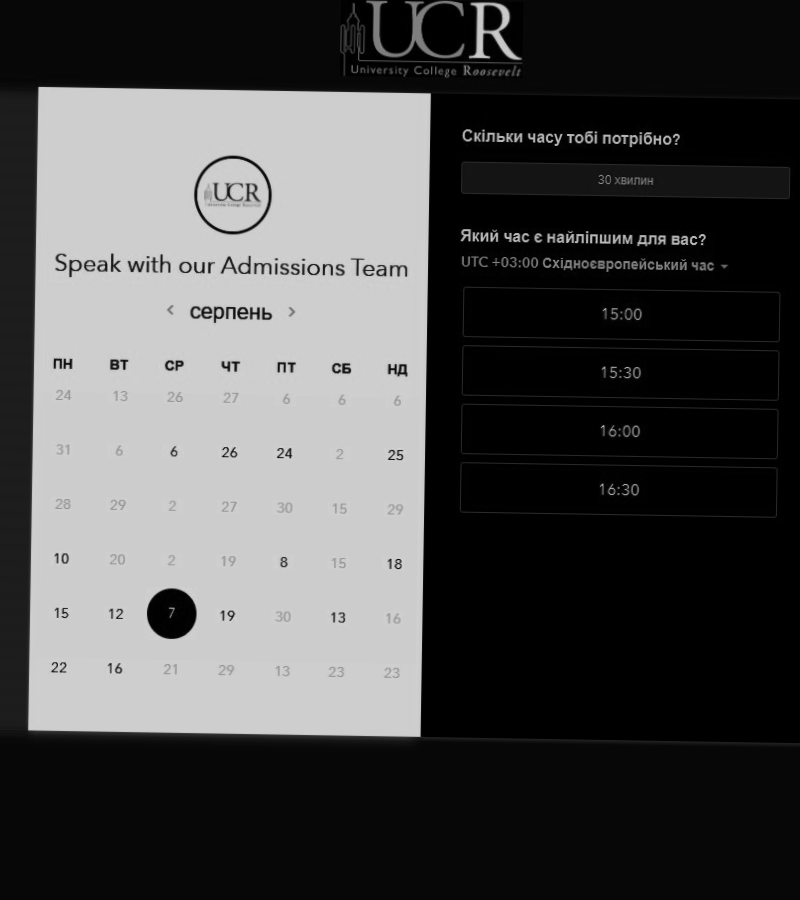 UCR
University College Roosevelt
UCR
Speak with our Admissions Team
серпень
ПН ВТ СР ЧТ ПТ СБ НД
24 13 26 27 6 6 6
31 6 6 26 24 2 25
28 29 2 27 30 15 29
10 20 2 19 8 15 18
15 12 7 19 30 13 16
22 16 21 29 13 23 23
Скільки часу тобі потрібно?
30 хвилин
Який час є найліпшим для вас?
UTC +03:00 Східноєвропейський час
15:00
15:30
16:00
16:30